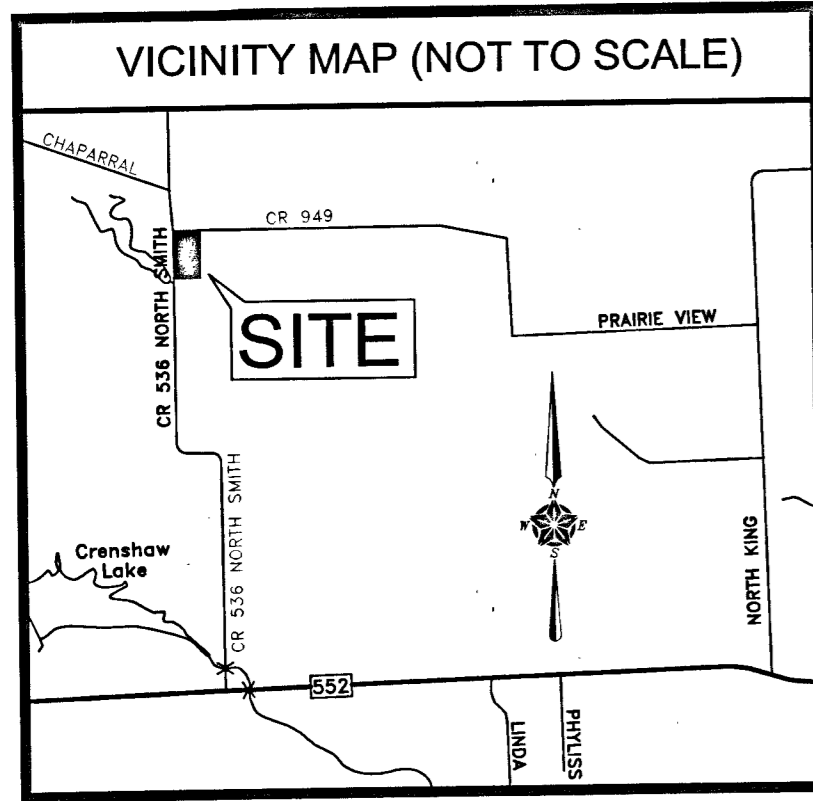 VICINITY MAP (NOT TO SCALE)
CHAPARRAL
CR 949
CR 536 NORTH SMITH
SITE
PRAIRIE VIEW
CR 536 NORTH SMITH
N
W E
S
Crenshaw
Lake
NORTH KING
552
LINDA
PHYLISS